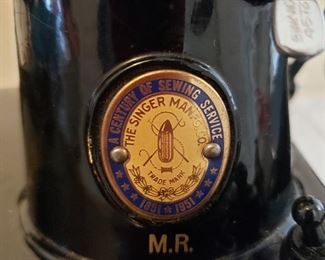 A CENTURY OF SEWING SERVICE
THE SINGER MANFG. CO.
TRADE MARK
1851 1951
M.R.